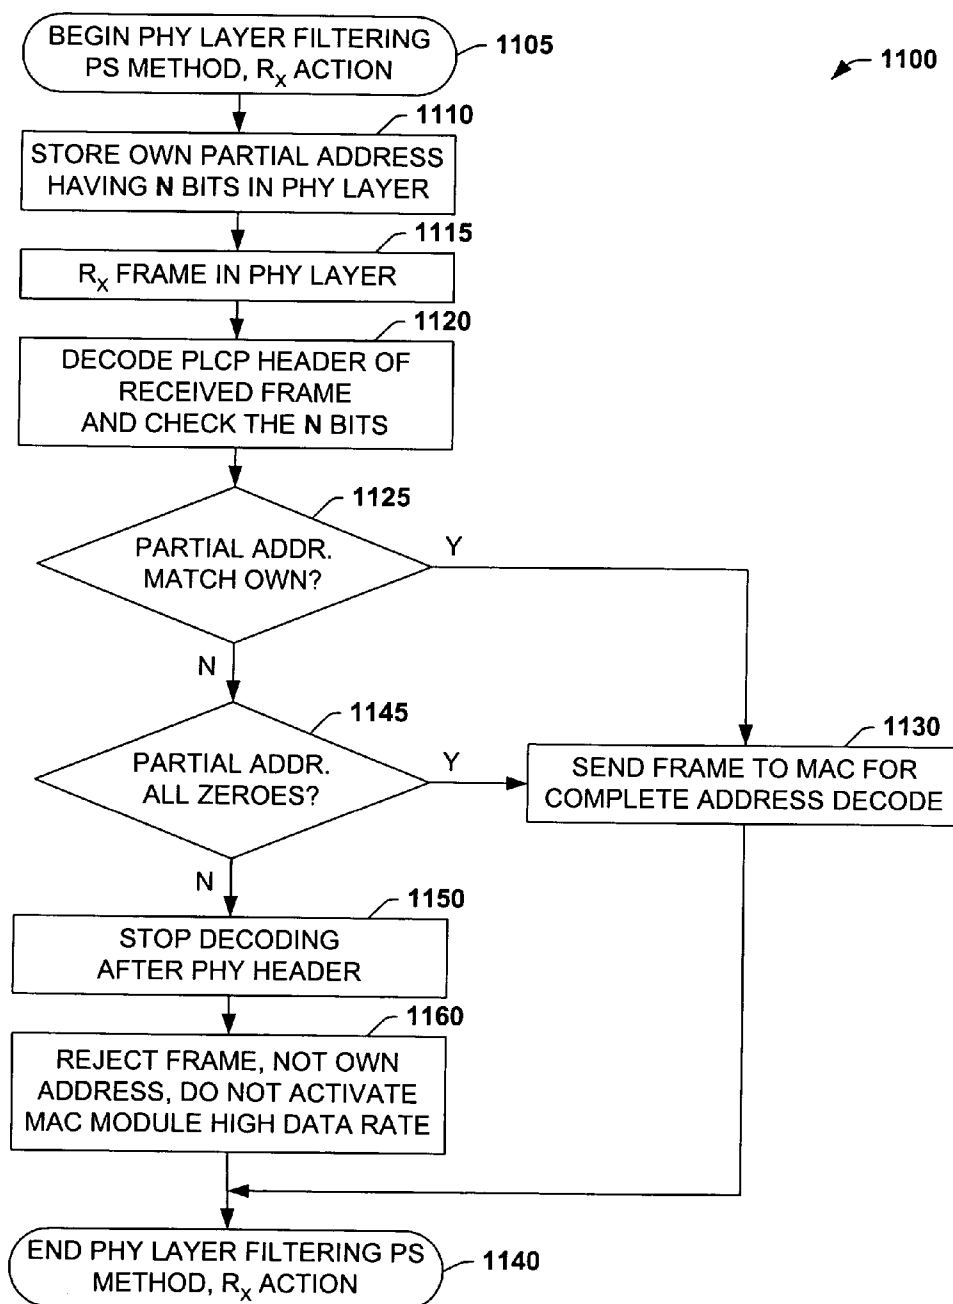 BEGIN PHY LAYER FILTERING
PS METHOD, Rx ACTION
1105
1100
1110
STORE OWN PARTIAL ADDRESS
HAVING N BITS IN PHY LAYER
1115
Rx FRAME IN PHY LAYER
1120
DECODE PLCP HEADER OF
RECEIVED FRAME
AND CHECK THE N BITS
1125
PARTIAL ADDR.
MATCH OWN?
Y
N
1145
PARTIAL ADDR.
ALL ZEROES?
Y
1130
SEND FRAME TO MAC FOR
COMPLETE ADDRESS DECODE
N
1150
STOP DECODING
AFTER PHY HEADER
1160
REJECT FRAME, NOT OWN
ADDRESS, DO NOT ACTIVATE
MAC MODULE HIGH DATA RATE
END PHY LAYER FILTERING PS
METHOD, Rx ACTION
1140